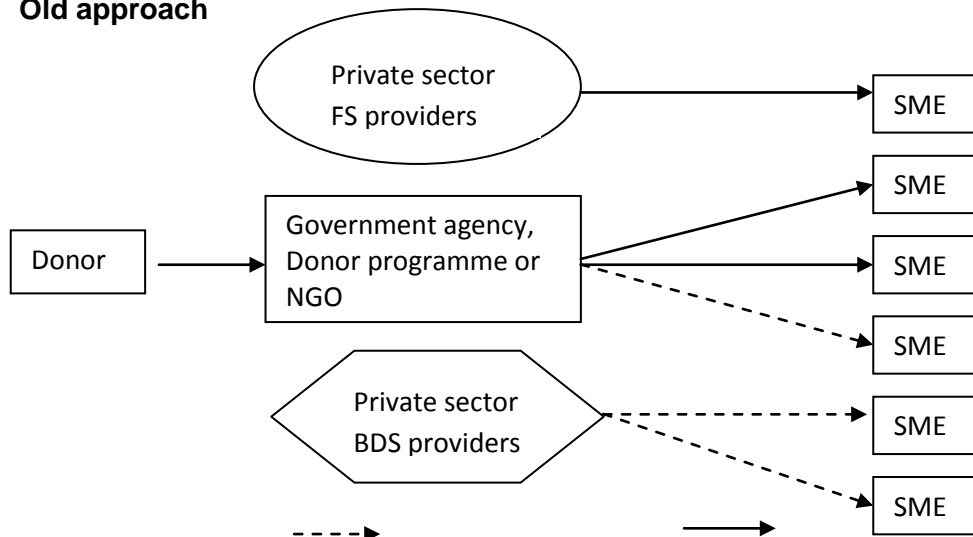 Old approach
Private sector
FS providers
SME
SME
Government agency,
Donor programme or
NGO
Donor
SME
SME
Private sector
BDS providers
SME
SME